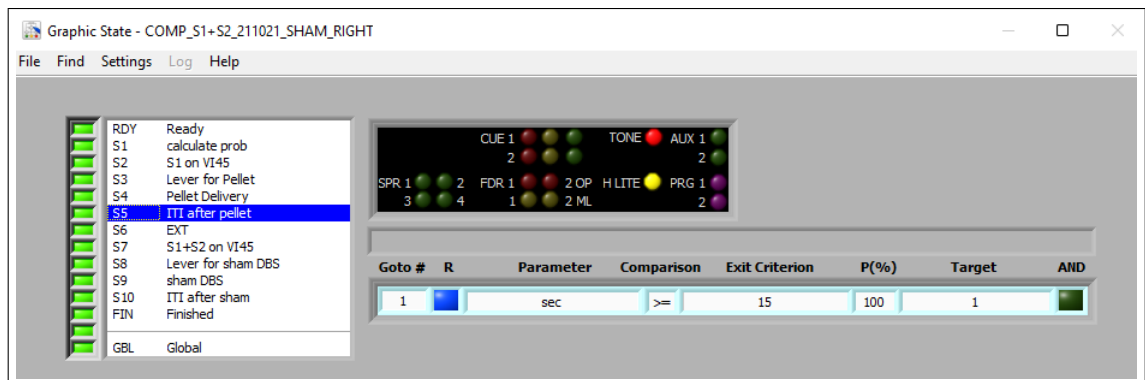 Graphic State - COMP_S1+S2_211021_SHAM_RIGHT
File Find Settings Log Help
RDY Ready
S1 calculate prob
S2 S1 on VI45
S3 Lever for Pellet
S4 Pellet Delivery
S5 ITI after pellet
S6 EXT
S7 S1+S2 on VI45
S8 Lever for sham DBS
S9 sham DBS
S10 ITI after sham
FIN Finished
GBL Global
CUE 1 TONE AUX 1
2 2
SPR 1 2 FDR 1 2 OP H LITE PRG 1
3 4 1 2 ML 2
Goto # R Parameter Comparison Exit Criterion P(%) Target AND
1 sec >= 15 100 1